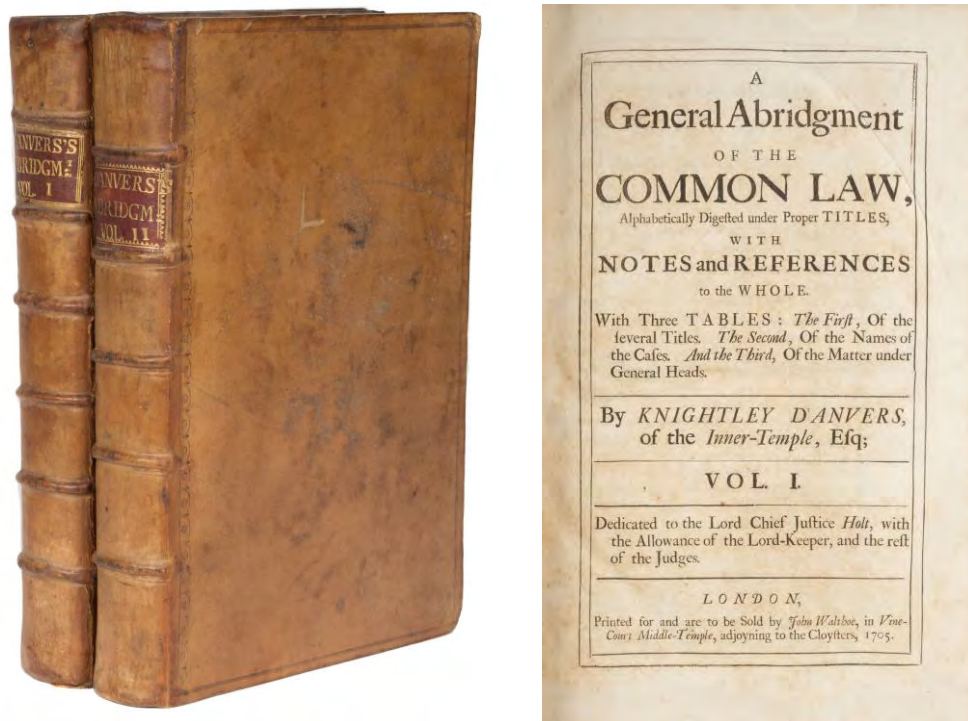 ANVERS'S
BRIDGM:
VOL. I
ANVERS
BRIDGM
VOL. II
A
General Abridgment
OF THE
COMMON LAW,
Alphabetically Digeſted under Proper TITLES,
WITH
NOTES and REFERENCES
to the WHOLE.
With Three TABLES: The Firſt, Of the
ſeveral Titles. The Second, Of the Names of
the Caſes. And the Third, Of the Matter under
General Heads.
By KNIGHTLEY D'ANVERS,
of the Inner-Temple, Eſq;
VOL. I.
Dedicated to the Lord Chief Juſtice Holt, with
the Allowance of the Lord-Keeper, and the reſt
of the Judges.
LONDON,
Printed for and are to be Sold by John Walthoe, in Vine-
Court Middle-Temple, adjoyning to the Cloyſters, 1705.